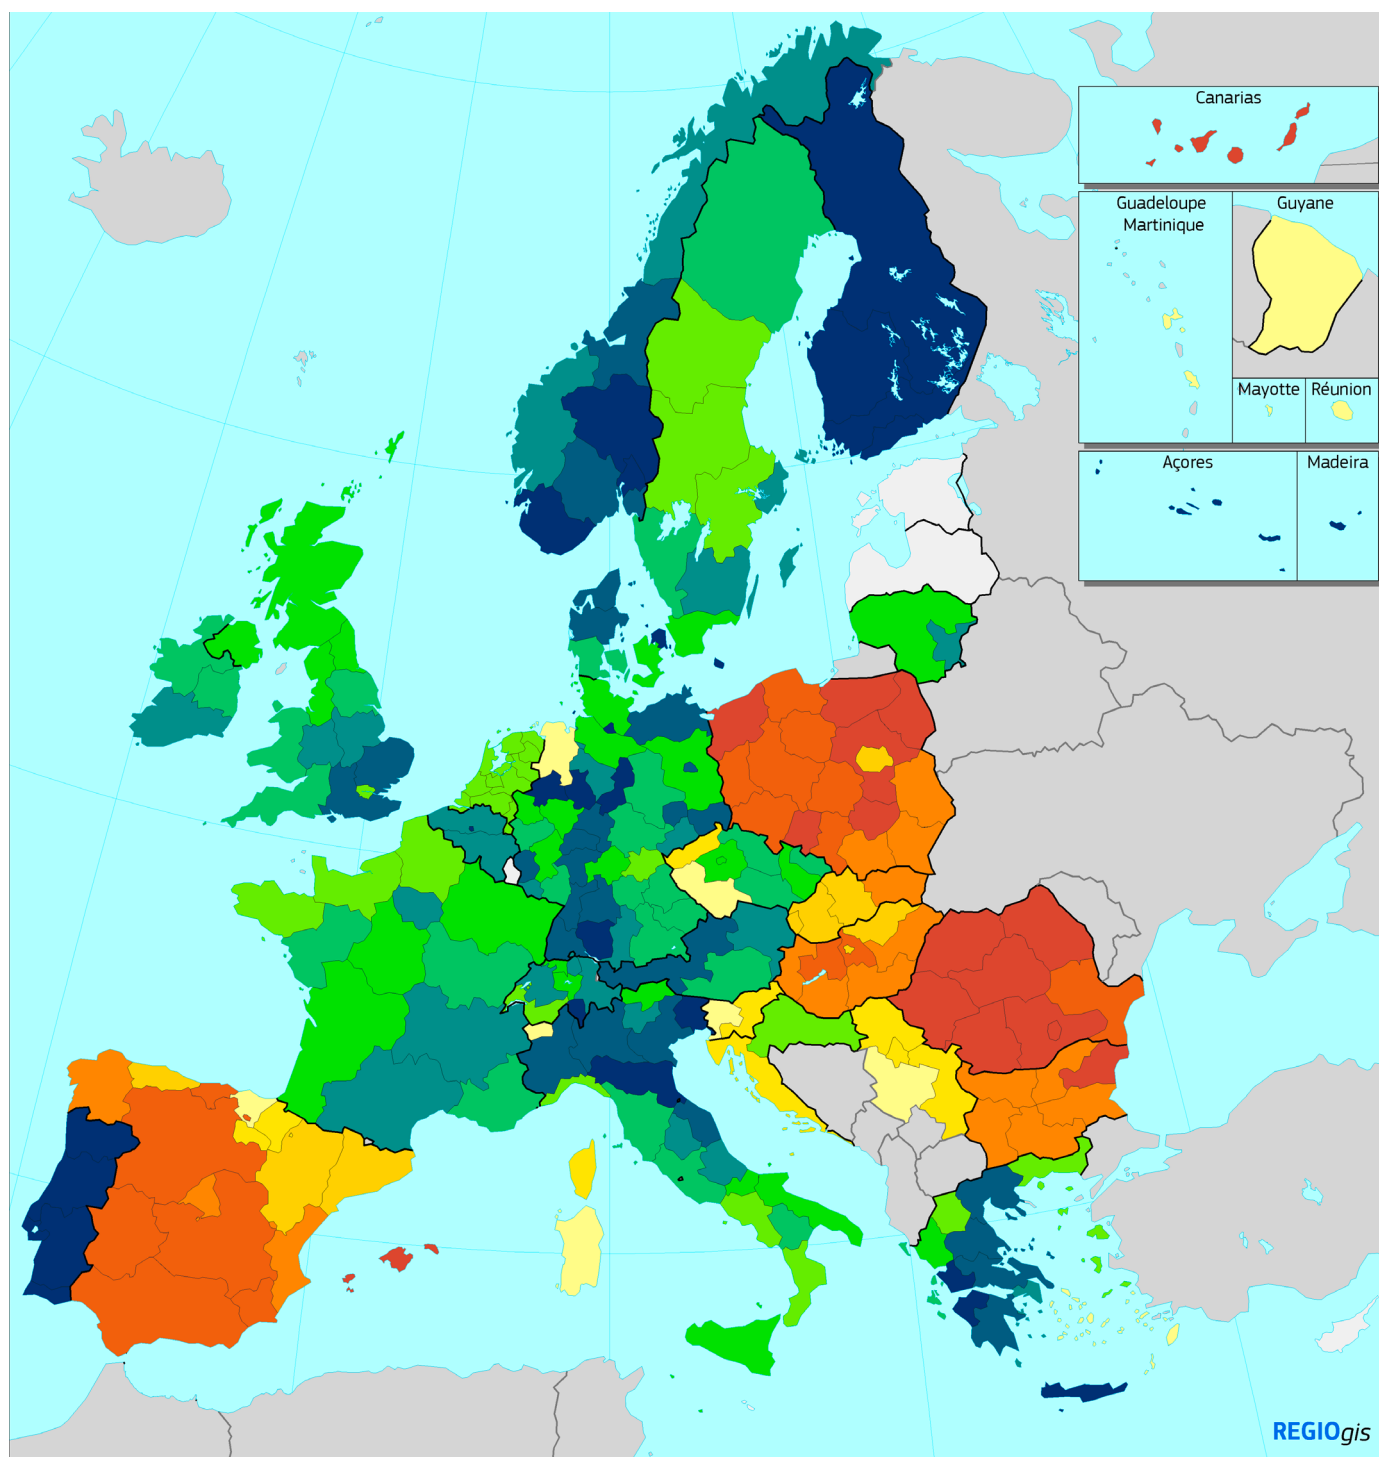 Canarias
Guadeloupe
Martinique
Guyane
Mayotte
Réunion
Açores
Madeira
REGIOgis